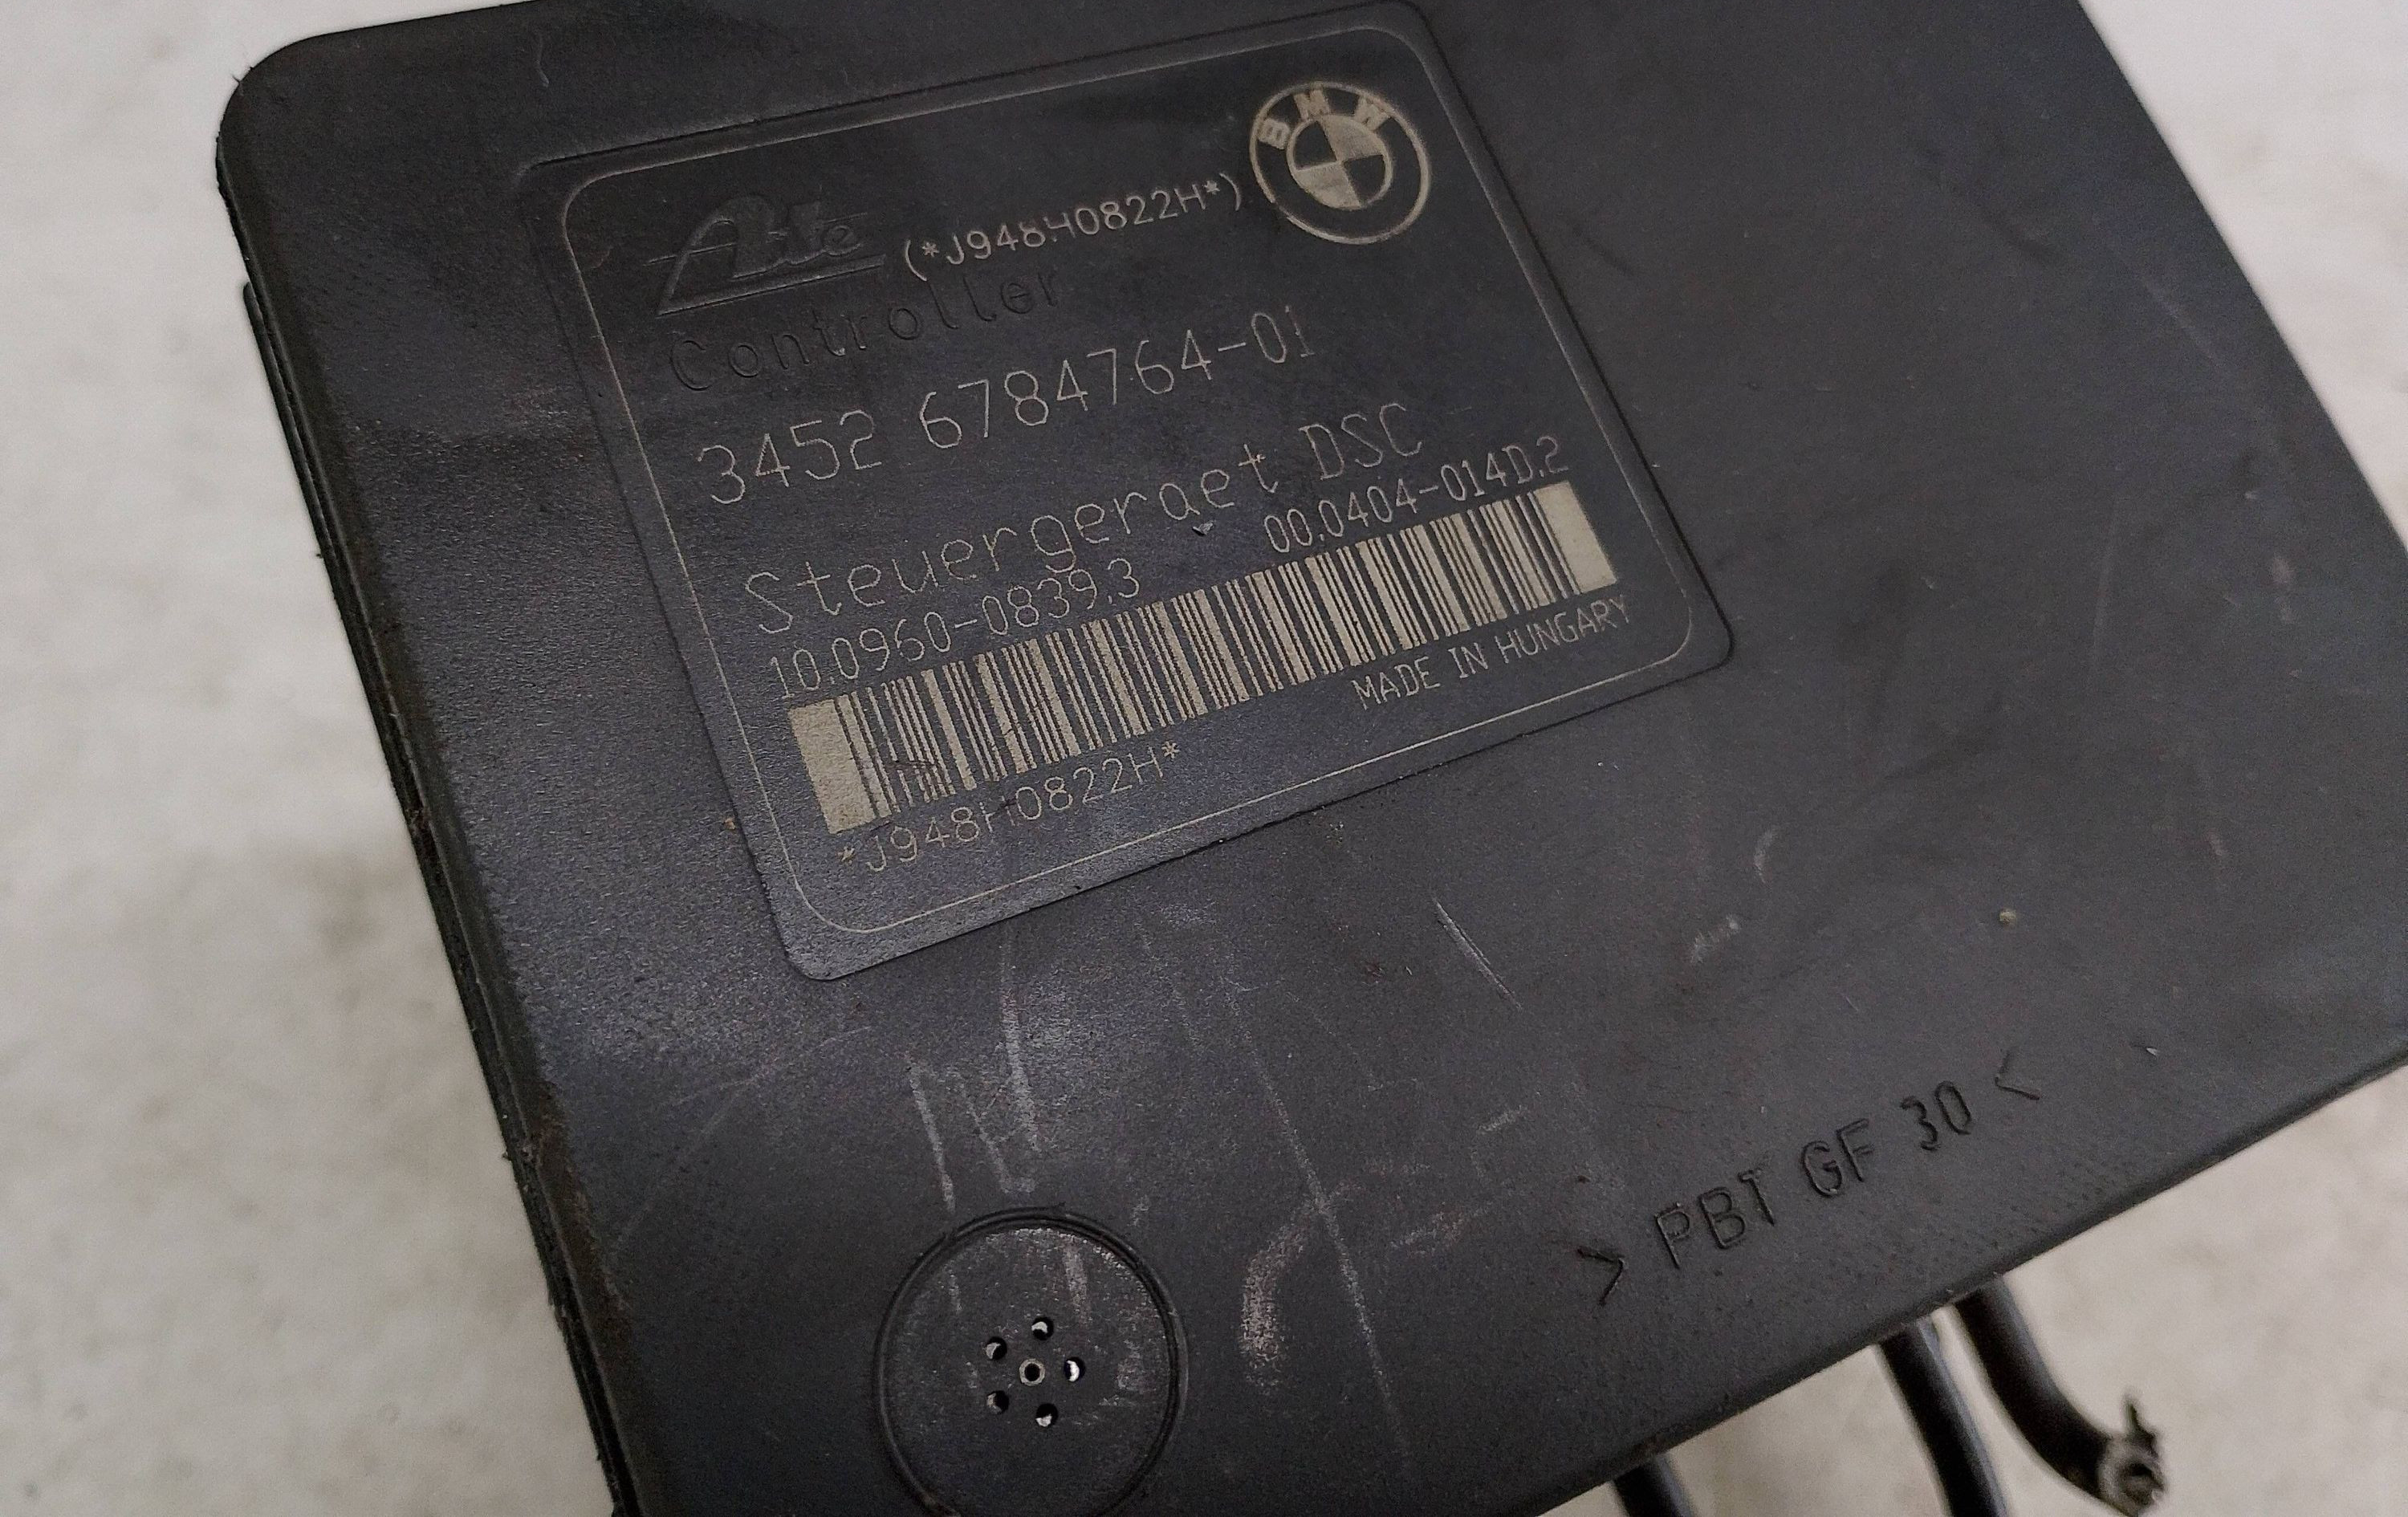 Ate (*J948H0822H*) BMW
Controller
3452 6784764-01
Steuergeraet DSC
10.0960-0839.3 00.0404-014D.2
MADE IN HUNGARY
*J948H0822H*
> PBT GF 30 <